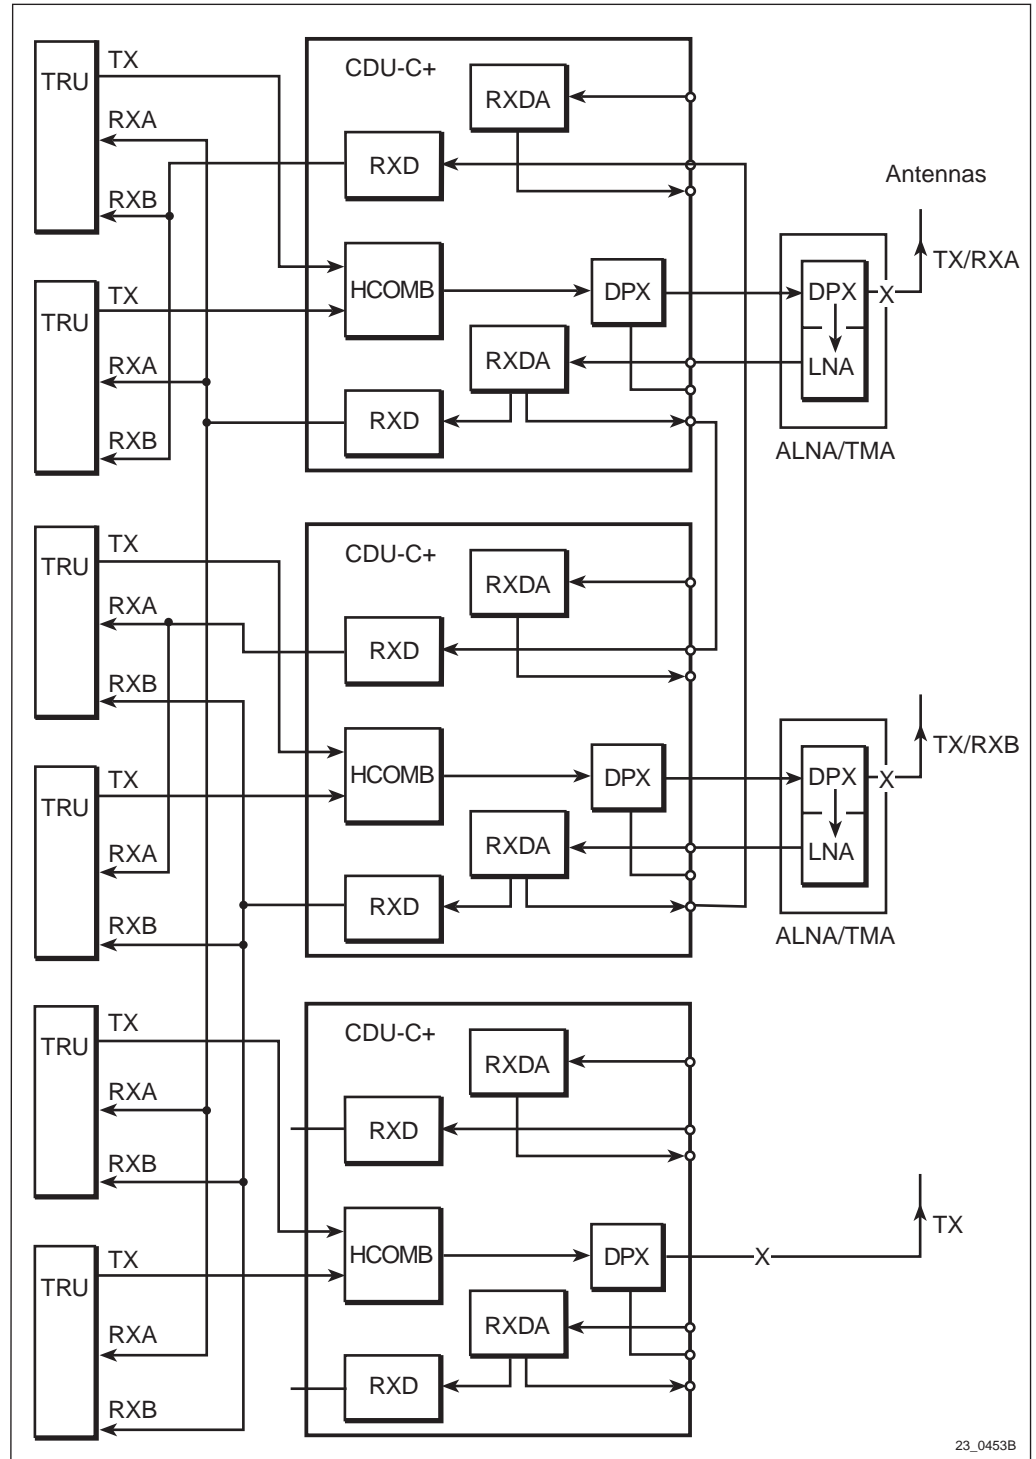 TRU
TX
RXA
RXB
CDU-C+
RXDA
RXD
HCOMB
DPX
RXDA
RXD
TRU
TX
RXA
RXB
Antennas
TX/RXA
X
DPX
LNA
ALNA/TMA
TRU
TX
RXA
RXB
CDU-C+
RXDA
RXD
HCOMB
DPX
RXDA
RXD
TRU
TX
RXA
RXB
TX/RXB
X
DPX
LNA
ALNA/TMA
TRU
TX
RXA
RXB
CDU-C+
RXDA
RXD
HCOMB
DPX
RXDA
RXD
TRU
TX
RXA
RXB
X
TX
23_0453B